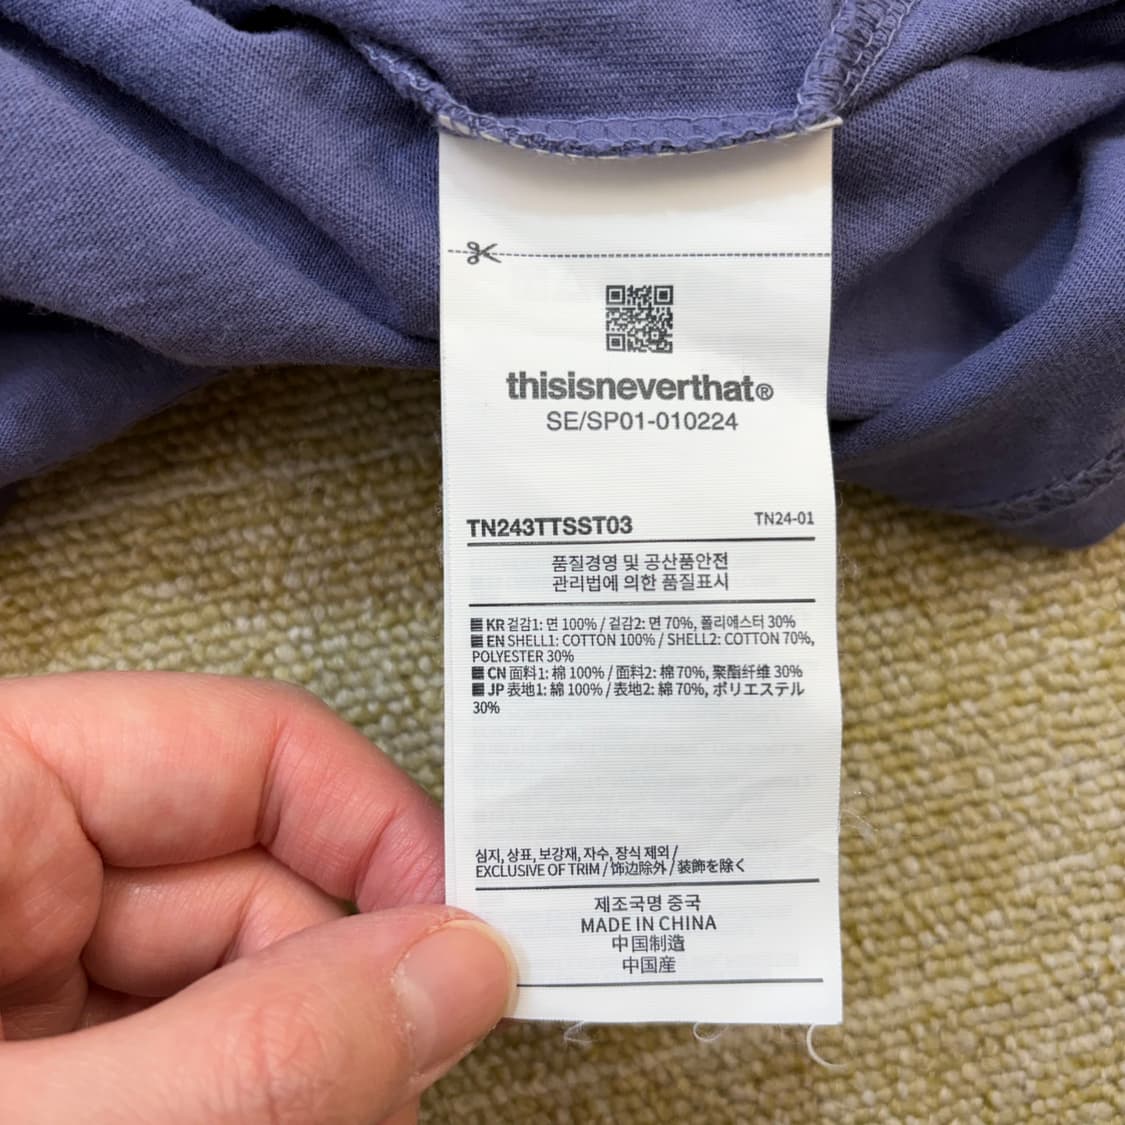 thisisneverthat®
SE/SP01-010224
TN243TTSST03 TN24-01
품질경영 및 공산품안전
관리법에 의한 품질표시
KR 겉감1: 면 100% / 겉감2: 면 70%, 폴리에스터 30%
EN SHELL1: COTTON 100% / SHELL2: COTTON 70%,
POLYESTER 30%
CN 面料1: 棉 100% / 面料2: 棉 70%, 聚酯纤维 30%
JP 表地1: 綿 100% / 表地2: 綿 70%, ポリエステル
30%
심지, 상표, 보강재, 자수, 장식 제외 /
EXCLUSIVE OF TRIM / 饰边除外 / 装飾を除く
제조국명 중국
MADE IN CHINA
中国制造
中国産